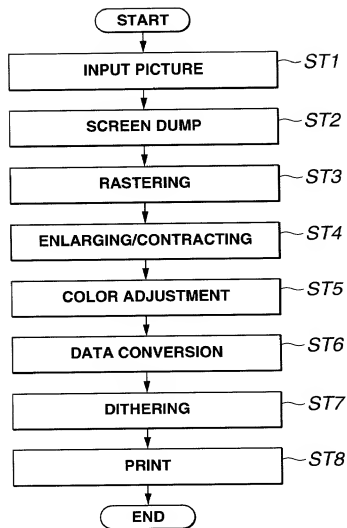 START
INPUT PICTURE ST1
SCREEN DUMP ST2
RASTERING ST3
ENLARGING/CONTRACTING ST4
COLOR ADJUSTMENT ST5
DATA CONVERSION ST6
DITHERING ST7
PRINT ST8
END